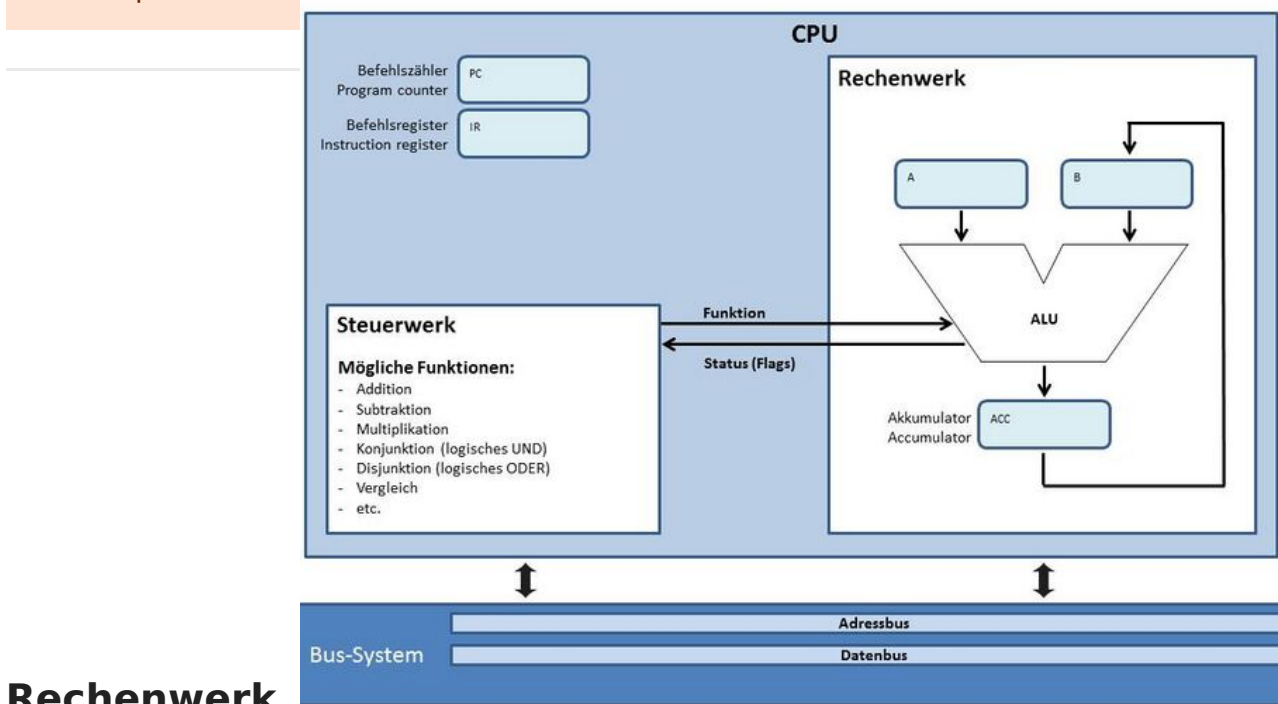 CPU
Befehlszähler
Program counter
PC
Befehlsregister
Instruction register
IR
Rechenwerk
A
B
ALU
Funktion
Status (Flags)
Steuerwerk
Mögliche Funktionen:
- Addition
- Subtraktion
- Multiplikation
- Konjunktion (logisches UND)
- Disjunktion (logisches ODER)
- Vergleich
- etc.
Akkumulator
Accumulator
ACC
Bus-System
Adressbus
Datenbus
Rechenwerk